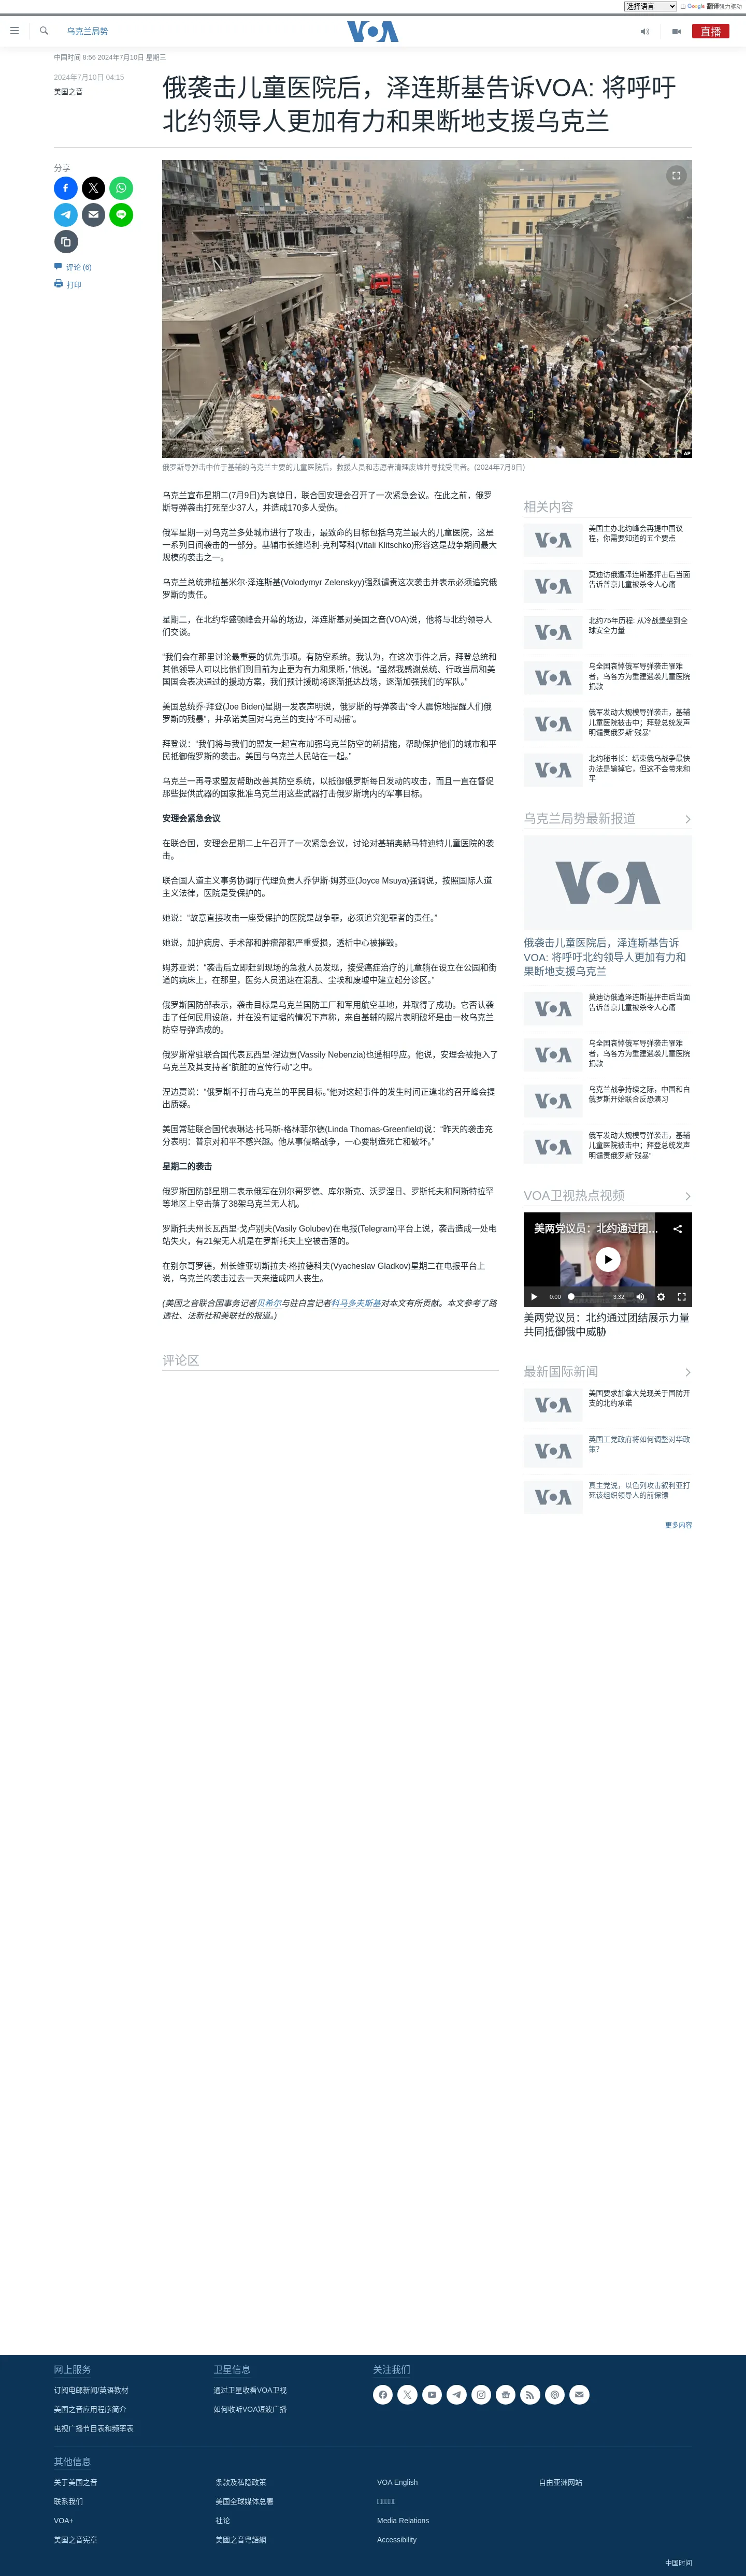 选择语言 由 Google 翻译强力驱动
乌克兰局势
VOA
直播
中国时间 8:56 2024年7月10日 星期三
2024年7月10日 04:15
美国之音
俄袭击儿童医院后，泽连斯基告诉VOA: 将呼吁
北约领导人更加有力和果断地支援乌克兰
分享
评论 (6)
打印
AP
俄罗斯导弹击中位于基辅的乌克兰主要的儿童医院后，救援人员和志愿者清理废墟并寻找受害者。(2024年7月8日)
乌克兰宣布星期二(7月9日)为哀悼日，联合国安理会召开了一次紧急会议。在此之前，俄罗
斯导弹袭击打死至少37人，并造成170多人受伤。
俄军星期一对乌克兰多处城市进行了攻击，最致命的目标包括乌克兰最大的儿童医院，这是
一系列日间袭击的一部分。基辅市长维塔利·克利琴科(Vitali Klitschko)形容这是战争期间最大
规模的袭击之一。
乌克兰总统弗拉基米尔·泽连斯基(Volodymyr Zelenskyy)强烈谴责这次袭击并表示必须追究俄
罗斯的责任。
星期二，在北约华盛顿峰会开幕的场边，泽连斯基对美国之音(VOA)说，他将与北约领导人
们交谈。
“我们会在那里讨论最重要的优先事项。有防空系统。我认为，在这次事件之后，拜登总统和
其他领导人可以比他们到目前为止更为有力和果断，”他说。“虽然我感谢总统、行政当局和美
国国会表决通过的援助方案，我们预计援助将逐渐抵达战场，逐渐加强我们的军队。”
美国总统乔·拜登(Joe Biden)星期一发表声明说，俄罗斯的导弹袭击“令人震惊地提醒人们俄
罗斯的残暴”，并承诺美国对乌克兰的支持“不可动摇”。
拜登说：“我们将与我们的盟友一起宣布加强乌克兰防空的新措施，帮助保护他们的城市和平
民抵御俄罗斯的袭击。美国与乌克兰人民站在一起。”
乌克兰一再寻求盟友帮助改善其防空系统，以抵御俄罗斯每日发动的攻击，而且一直在督促
那些提供武器的国家批准乌克兰用这些武器打击俄罗斯境内的军事目标。
安理会紧急会议
在联合国，安理会星期二上午召开了一次紧急会议，讨论对基辅奥赫马特迪特儿童医院的袭
击。
联合国人道主义事务协调厅代理负责人乔伊斯·姆苏亚(Joyce Msuya)强调说，按照国际人道
主义法律，医院是受保护的。
她说：“故意直接攻击一座受保护的医院是战争罪，必须追究犯罪者的责任。”
她说，加护病房、手术部和肿瘤部都严重受损，透析中心被摧毁。
姆苏亚说：“袭击后立即赶到现场的急救人员发现，接受癌症治疗的儿童躺在设立在公园和街
道的病床上，在那里，医务人员迅速在混乱、尘埃和废墟中建立起分诊区。”
俄罗斯国防部表示，袭击目标是乌克兰国防工厂和军用航空基地，并取得了成功。它否认袭
击了任何民用设施，并在没有证据的情况下声称，来自基辅的照片表明破坏是由一枚乌克兰
防空导弹造成的。
俄罗斯常驻联合国代表瓦西里·涅边贾(Vassily Nebenzia)也遥相呼应。他说，安理会被拖入了
乌克兰及其支持者“肮脏的宣传行动”之中。
涅边贾说：“俄罗斯不打击乌克兰的平民目标。”他对这起事件的发生时间正逢北约召开峰会提
出质疑。
美国常驻联合国代表琳达·托马斯-格林菲尔德(Linda Thomas-Greenfield)说：“昨天的袭击充
分表明：普京对和平不感兴趣。他从事侵略战争，一心要制造死亡和破坏。”
星期二的袭击
俄罗斯国防部星期二表示俄军在别尔哥罗德、库尔斯克、沃罗涅日、罗斯托夫和阿斯特拉罕
等地区上空击落了38架乌克兰无人机。
罗斯托夫州长瓦西里·戈卢别夫(Vasily Golubev)在电报(Telegram)平台上说，袭击造成一处电
站失火，有21架无人机是在罗斯托夫上空被击落的。
在别尔哥罗德，州长维亚切斯拉夫·格拉德科夫(Vyacheslav Gladkov)星期二在电报平台上
说，乌克兰的袭击过去一天来造成四人丧生。
(美国之音联合国事务记者贝希尔与驻白宫记者科马多夫斯基对本文有所贡献。本文参考了路
透社、法新社和美联社的报道。)
评论区
相关内容
VOA
美国主办北约峰会再提中国议
程，你需要知道的五个要点
VOA
莫迪访俄遭泽连斯基抨击后当面
告诉普京儿童被杀令人心痛
VOA
北约75年历程: 从冷战堡垒到全
球安全力量
VOA
乌全国哀悼俄军导弹袭击罹难
者，乌各方为重建遇袭儿童医院
捐款
VOA
俄军发动大规模导弹袭击，基辅
儿童医院被击中；拜登总统发声
明谴责俄罗斯“残暴”
VOA
北约秘书长：结束俄乌战争最快
办法是输掉它，但这不会带来和
平
乌克兰局势最新报道
VOA
俄袭击儿童医院后，泽连斯基告诉
VOA: 将呼吁北约领导人更加有力和
果断地支援乌克兰
VOA
莫迪访俄遭泽连斯基抨击后当面
告诉普京儿童被杀令人心痛
VOA
乌全国哀悼俄军导弹袭击罹难
者，乌各方为重建遇袭儿童医院
捐款
VOA
乌克兰战争持续之际，中国和白
俄罗斯开始联合反恐演习
VOA
俄军发动大规模导弹袭击，基辅
儿童医院被击中；拜登总统发声
明谴责俄罗斯“残暴”
VOA卫视热点视频
美两党议员：北约通过团...
0:00 3:32
美两党议员：北约通过团结展示力量
共同抵御俄中威胁
最新国际新闻
VOA
美国要求加拿大兑现关于国防开
支的北约承诺
VOA
英国工党政府将如何调整对华政
策？
VOA
真主党说，以色列攻击叙利亚打
死该组织领导人的前保镖
更多内容
网上服务
订阅电邮新闻/英语教材
美国之音应用程序简介
电视广播节目表和频率表
卫星信息
通过卫星收看VOA卫视
如何收听VOA短波广播
关注我们
其他信息
关于美国之音
联系我们
VOA+
美国之音宪章
条款及私隐政策
美国全球媒体总署
社论
美國之音粵語網
VOA English
Media Relations
Accessibility
自由亚洲网站
中国时间